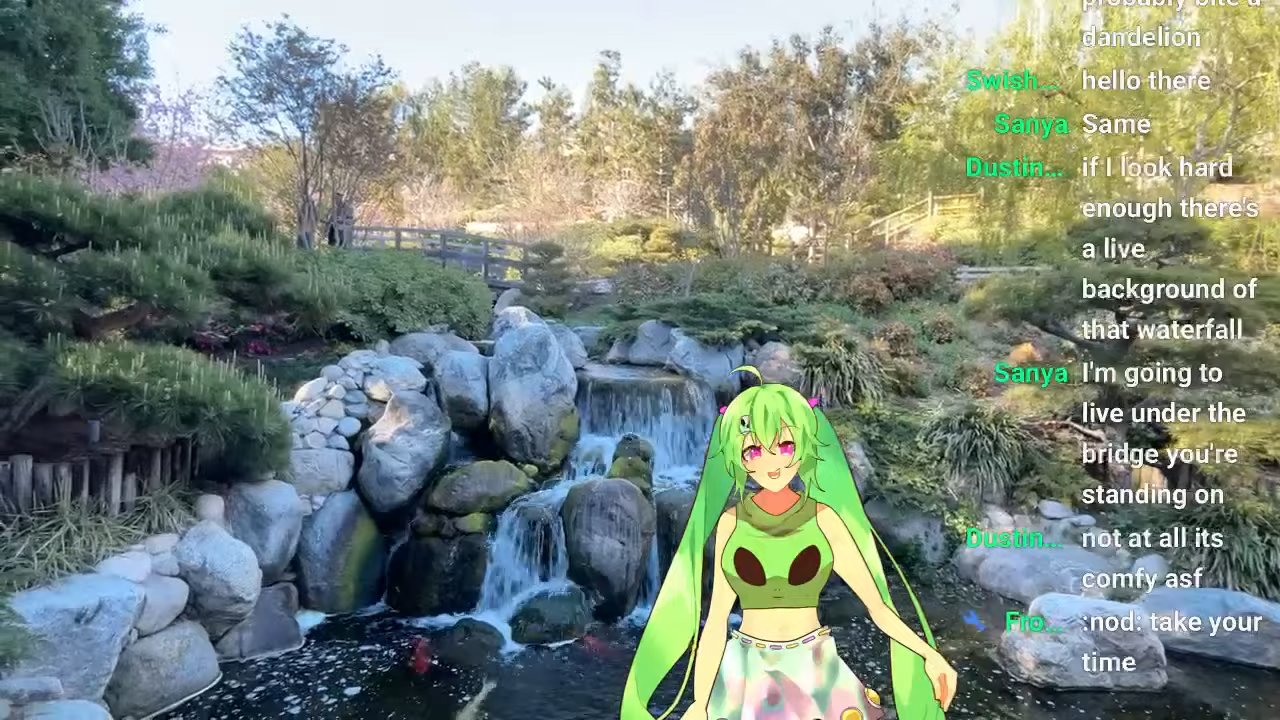 probably bite a
dandelion
Swish... hello there
Sanya Same
Dustin... if I look hard
enough there's
a live
background of
that waterfall
Sanya I'm going to
live under the
bridge you're
standing on
Dustin... not at all its
comfy asf
Fro... :nod: take your
time